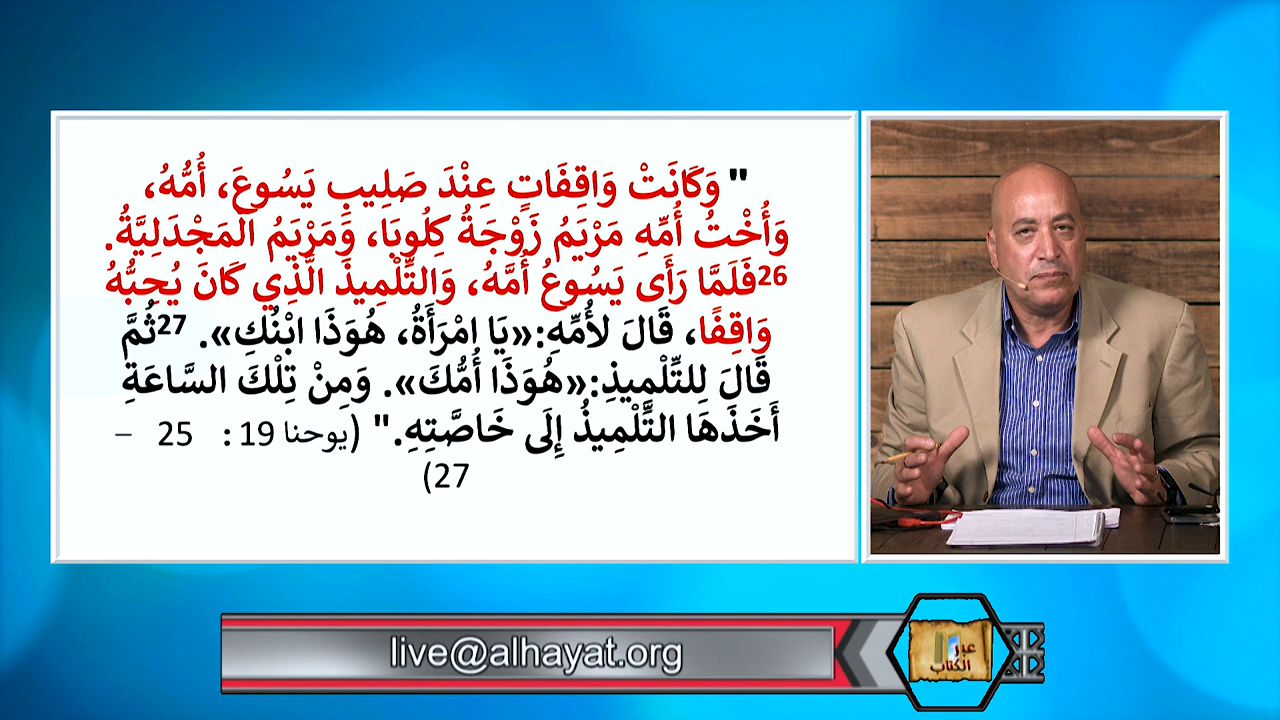 " وَكَانَتْ وَاقِفَاتٍ عِنْدَ صَلِيبِ يَسُوعَ، أُمُّهُ،
وَأُخْتُ أُمِّهِ مَرْيَمُ زَوْجَةُ كِلُوبَا، وَمَرْيَمُ الْمَجْدَلِيَّةُ.
26فَلَمَّا رَأَى يَسُوعُ أُمَّهُ، وَالتِّلْمِيذَ الَّذِي كَانَ يُحِبُّهُ
وَاقِفًا، قَالَ لأُمِّهِ:«يَا امْرَأَةُ، هُوَذَا ابْنُكِ». 27ثُمَّ
قَالَ لِلتِّلْمِيذِ:«هُوَذَا أُمُّكَ». وَمِنْ تِلْكَ السَّاعَةِ
أَخَذَهَا التِّلْمِيذُ إِلَى خَاصَّتِهِ." (يوحنا 19 : 25 –
27)
live@alhayat.org
عبر
الكتاب